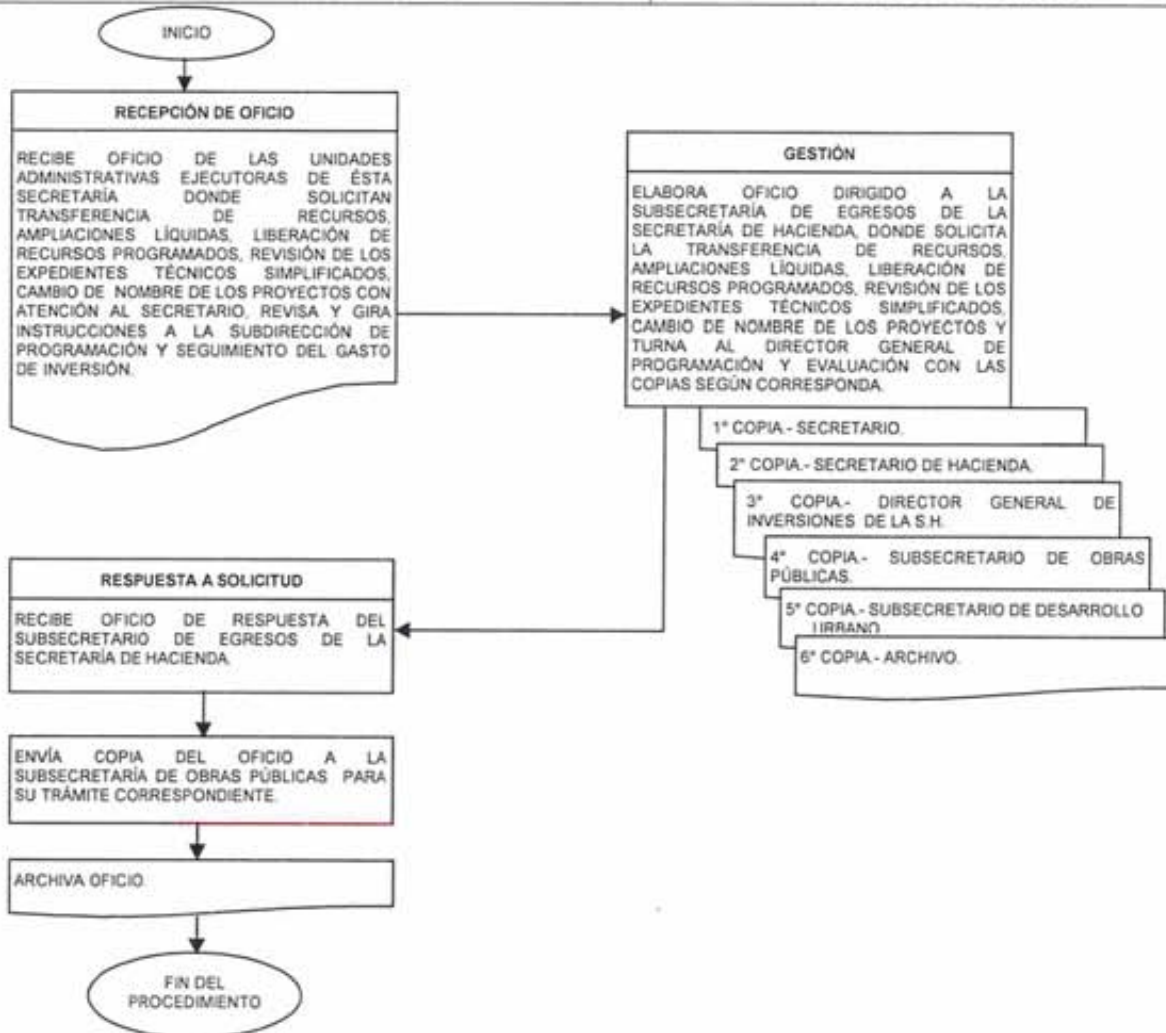 INICIO
RECEPCIÓN DE OFICIO
RECIBE OFICIO DE LAS UNIDADES
ADMINISTRATIVAS EJECUTORAS DE ÉSTA
SECRETARÍA DONDE SOLICITAN
TRANSFERENCIA DE RECURSOS,
AMPLIACIONES LÍQUIDAS, LIBERACIÓN DE
RECURSOS PROGRAMADOS, REVISIÓN DE LOS
EXPEDIENTES TÉCNICOS SIMPLIFICADOS,
CAMBIO DE NOMBRE DE LOS PROYECTOS CON
ATENCIÓN AL SECRETARIO, REVISA Y GIRA
INSTRUCCIONES A LA SUBDIRECCIÓN DE
PROGRAMACIÓN Y SEGUIMIENTO DEL GASTO
DE INVERSIÓN.
GESTIÓN
ELABORA OFICIO DIRIGIDO A LA
SUBSECRETARÍA DE EGRESOS DE LA
SECRETARÍA DE HACIENDA, DONDE SOLICITA
LA TRANSFERENCIA DE RECURSOS,
AMPLIACIONES LÍQUIDAS, LIBERACIÓN DE
RECURSOS PROGRAMADOS, REVISIÓN DE LOS
EXPEDIENTES TÉCNICOS SIMPLIFICADOS,
CAMBIO DE NOMBRE DE LOS PROYECTOS Y
TURNA AL DIRECTOR GENERAL DE
PROGRAMACIÓN Y EVALUACIÓN CON LAS
COPIAS SEGÚN CORRESPONDA.
1° COPIA.- SECRETARIO.
2° COPIA.- SECRETARIO DE HACIENDA.
3° COPIA.- DIRECTOR GENERAL DE
INVERSIONES DE LA S.H.
4° COPIA.- SUBSECRETARIO DE OBRAS
PÚBLICAS.
5° COPIA.- SUBSECRETARIO DE DESARROLLO
URBANO
6° COPIA.- ARCHIVO.
RESPUESTA A SOLICITUD
RECIBE OFICIO DE RESPUESTA DEL
SUBSECRETARIO DE EGRESOS DE LA
SECRETARÍA DE HACIENDA.
ENVÍA COPIA DEL OFICIO A LA
SUBSECRETARÍA DE OBRAS PÚBLICAS PARA
SU TRÁMITE CORRESPONDIENTE.
ARCHIVA OFICIO.
FIN DEL
PROCEDIMIENTO